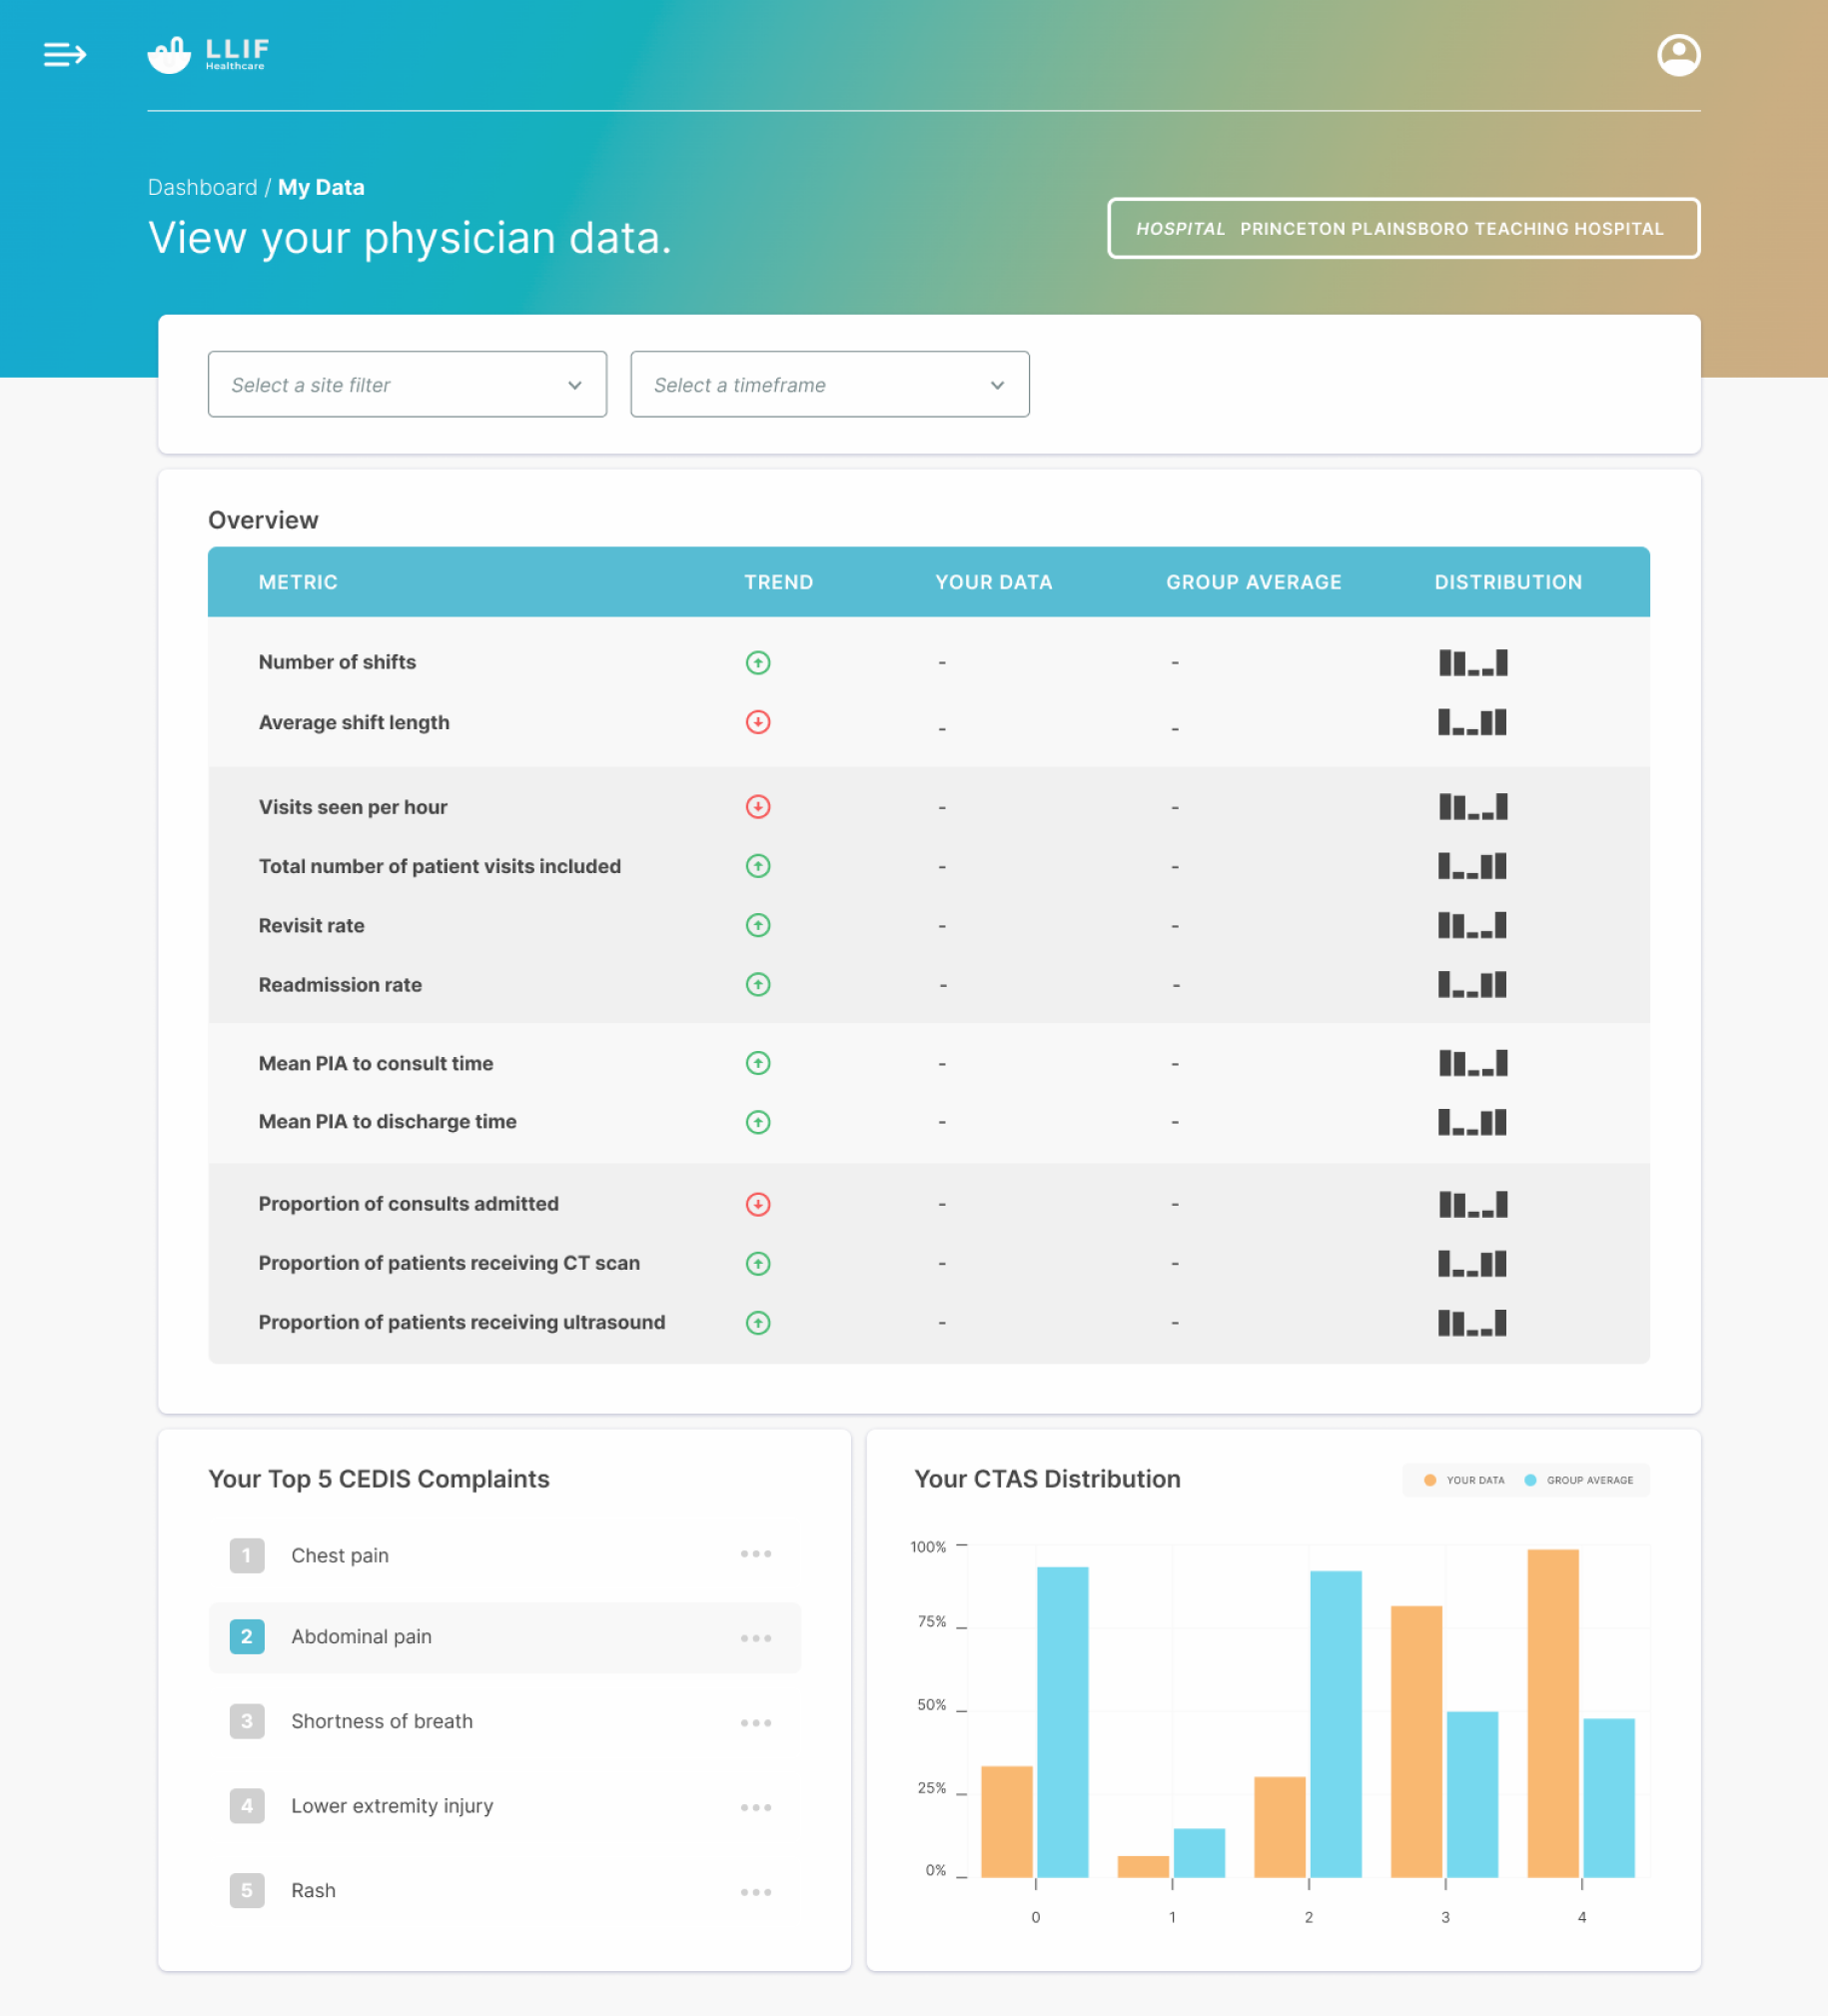 LLIF
Healthcare
Dashboard / My Data
View your physician data.
HOSPITAL PRINCETON PLAINSBORO TEACHING HOSPITAL
Select a site filter
Select a timeframe
Overview
METRIC TREND YOUR DATA GROUP AVERAGE DISTRIBUTION
Number of shifts - -
Average shift length - -
Visits seen per hour - -
Total number of patient visits included - -
Revisit rate - -
Readmission rate - -
Mean PIA to consult time - -
Mean PIA to discharge time - -
Proportion of consults admitted - -
Proportion of patients receiving CT scan - -
Proportion of patients receiving ultrasound - -
Your Top 5 CEDIS Complaints
1 Chest pain
2 Abdominal pain
3 Shortness of breath
4 Lower extremity injury
5 Rash
Your CTAS Distribution
YOUR DATA GROUP AVERAGE
100%
75%
50%
25%
0%
0 1 2 3 4